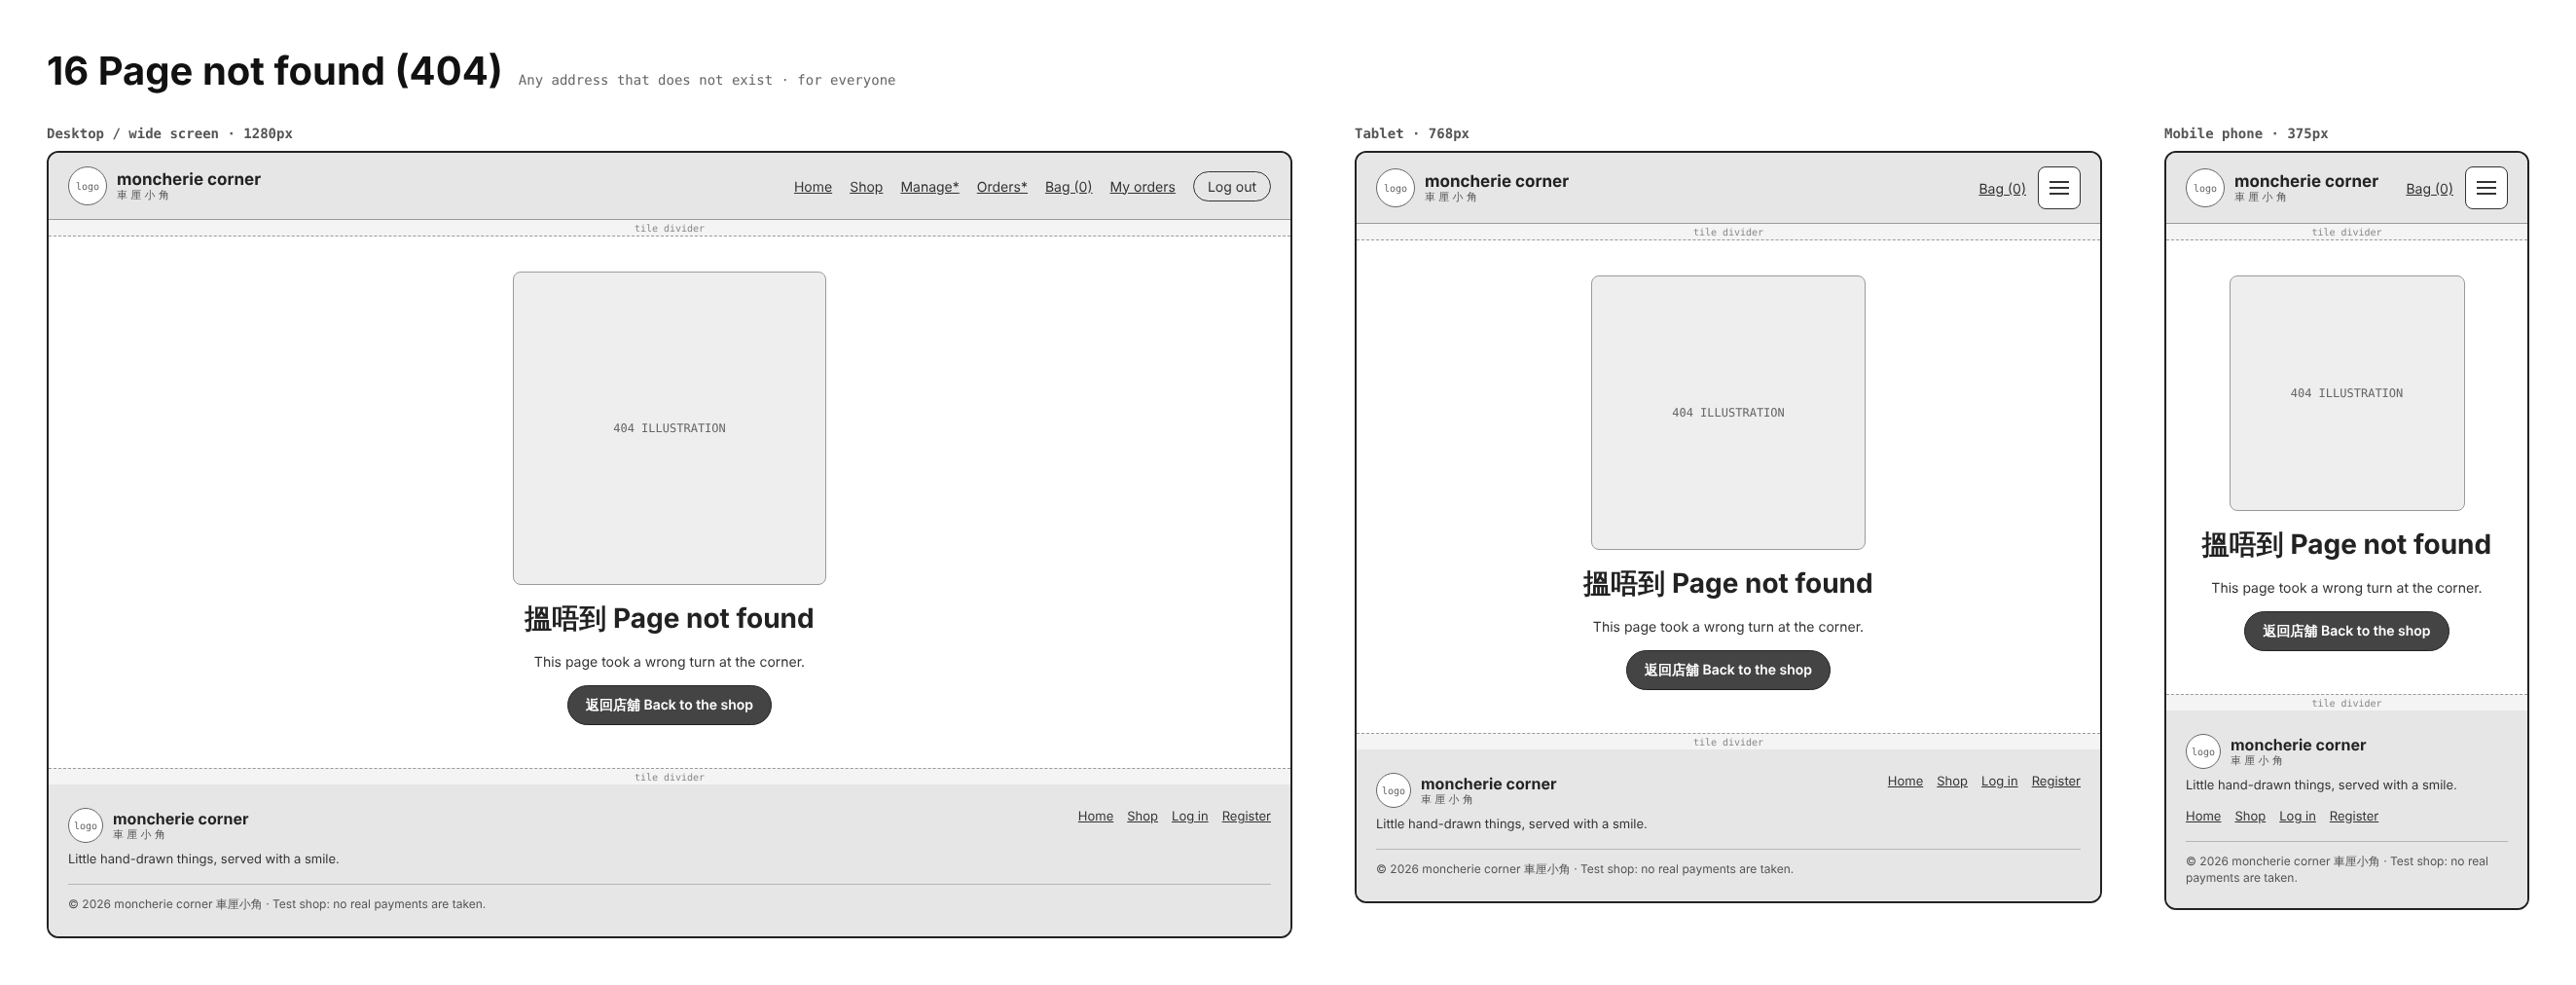 16 Page not found (404) Any address that does not exist · for everyone
Desktop / wide screen · 1280px
logo
moncherie corner
車厘小角
Home Shop Manage* Orders* Bag (0) My orders Log out
tile divider
404 ILLUSTRATION
搵唔到 Page not found
This page took a wrong turn at the corner.
返回店舖 Back to the shop
tile divider
logo
moncherie corner
車厘小角
Home Shop Log in Register
Little hand-drawn things, served with a smile.
© 2026 moncherie corner 車厘小角 · Test shop: no real payments are taken.
Tablet · 768px
logo
moncherie corner
車厘小角
Bag (0)
tile divider
404 ILLUSTRATION
搵唔到 Page not found
This page took a wrong turn at the corner.
返回店舖 Back to the shop
tile divider
logo
moncherie corner
車厘小角
Home Shop Log in Register
Little hand-drawn things, served with a smile.
© 2026 moncherie corner 車厘小角 · Test shop: no real payments are taken.
Mobile phone · 375px
logo
moncherie corner
車厘小角
Bag (0)
tile divider
404 ILLUSTRATION
搵唔到 Page not found
This page took a wrong turn at the corner.
返回店舖 Back to the shop
tile divider
logo
moncherie corner
車厘小角
Little hand-drawn things, served with a smile.
Home Shop Log in Register
© 2026 moncherie corner 車厘小角 · Test shop: no real
payments are taken.